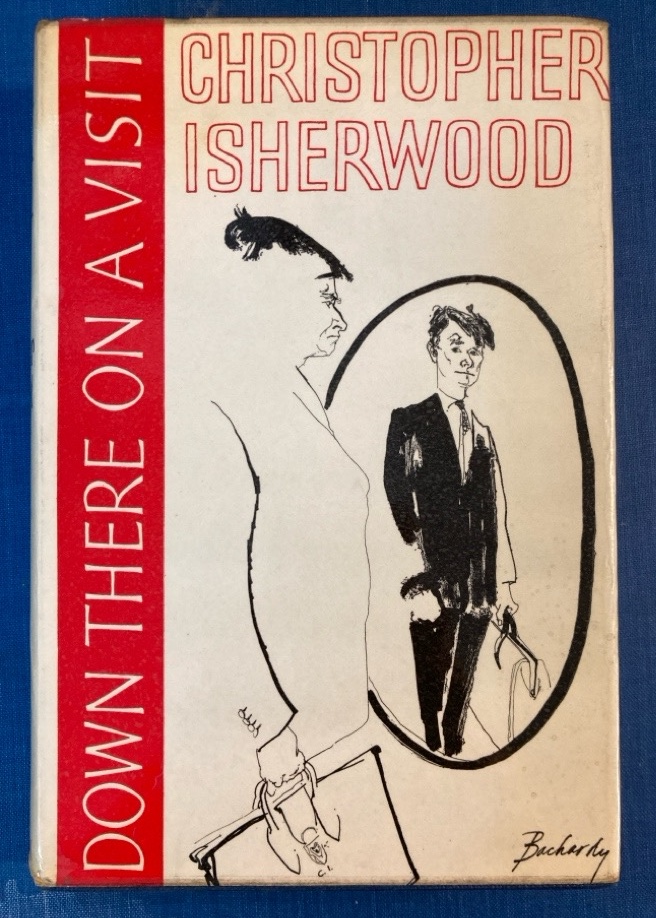 DOWN THERE ON A VISIT
CHRISTOPHER
ISHERWOOD
Bachardy